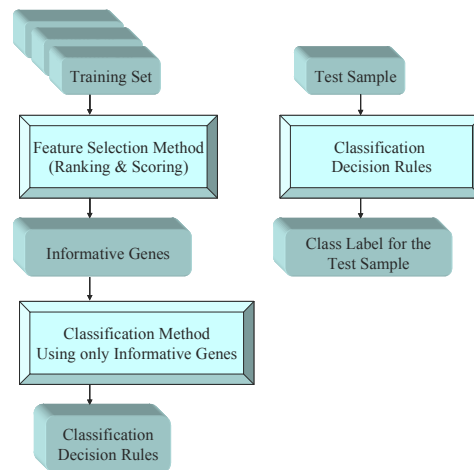 Training Set
Feature Selection Method
(Ranking & Scoring)
Informative Genes
Classification Method
Using only Informative Genes
Classification
Decision Rules
Test Sample
Classification
Decision Rules
Class Label for the
Test Sample